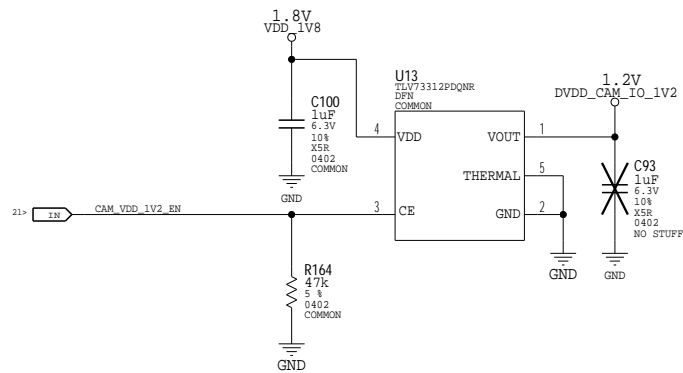 1.8V
VDD_1V8
C100
1uF
6.3V
10%
X5R
0402
COMMON
GND
U13
TLV73312PDQNR
DFN
COMMON
4 VDD
VOUT 1
THERMAL 5
3 CE
GND 2
GND
1.2V
DVDD_CAM_IO_1V2
C93
1uF
6.3V
10%
X5R
0402
NO STUFF
GND
21> IN CAM_VDD_1V2_EN
R164
47k
5 %
0402
COMMON
GND